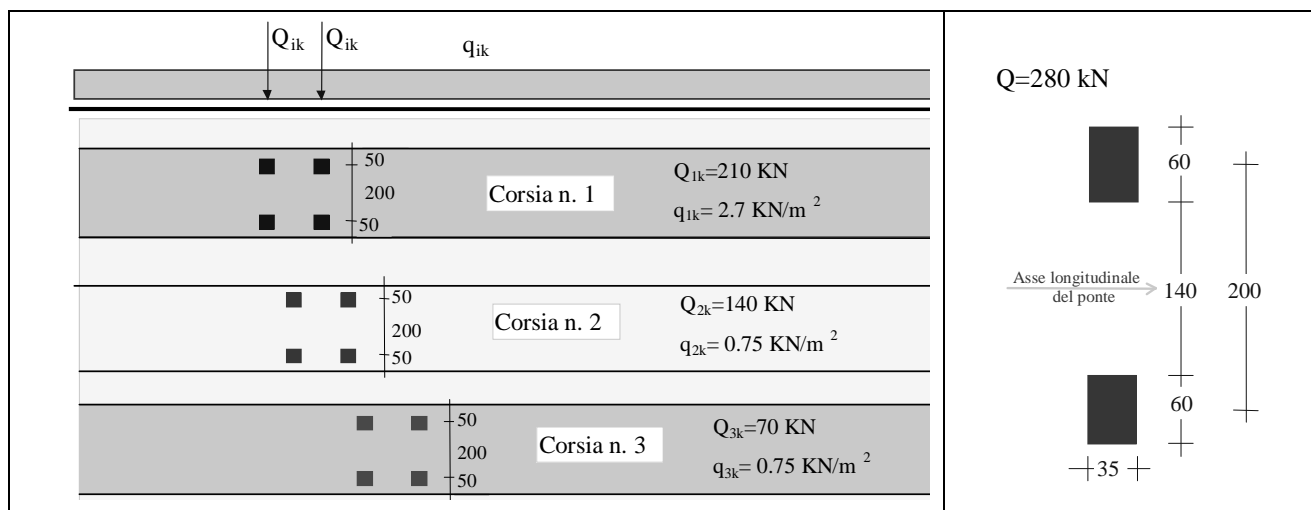 Q_ik Q_ik
q_ik
50
200
50
Corsia n. 1
Q_1k=210 KN
q_1k= 2.7 KN/m ²
50
200
50
Corsia n. 2
Q_2k=140 KN
q_2k= 0.75 KN/m ²
50
200
50
Corsia n. 3
Q_3k=70 KN
q_3k= 0.75 KN/m ²
Q=280 kN
60
Asse longitudinale
del ponte
140 200
60
35